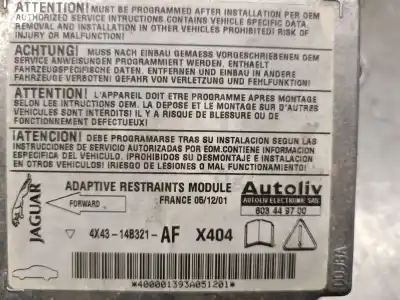 ATTENTION! MUST BE PROGRAMMED AFTER INSTALLATION PER OEM
AUTHORIZED SERVICE INTRUCTIONS CONTAINS VEHICLE SPECIFIC DATA.
REMOVAL AND INSTALLATION IN OTHER VEHICLES PROHIBITED! RISK OF
INJURY OR MALFUNCTION!
ACHTUNG! MUSS NACH EINBAU GEMAESS VORGESCHRIEBENEN OEM
SERVICE ANWEISUNGEN PROGRAMMIERT WERDEN, ENTHAELT
FAHRZEUGSPEZIFISCHE DATEN, ENTFERNEN UND EINBAU IN ANDERE
FAHRZEUGE VERBOTEN! GEFAHR VON VERLETZUNG UND FEHLFUNKTION!
ATTENTION! L'APPAREIL DOIT ETRE PROGRAMME APRES MONTAGE
SELON LES INTRUCTIONS OEM. LA DEPOSE ET LE MONTAGE SUR D'AUTRES
VEHICULES SONT INTERDITS! IL Y A RISQUE DE BLESSURE OU DE
FONCTIONNEMENT DEFECTUEUX!
¡ATENCION! DEBE PROGRAMARSE TRAS SU INSTALACION SEGUN LAS
INSTRUCCIONES DE SERVICIO AUTORIZADAS POR EDM.CONTIENE INFORMACION
ESPECIFICA DEL VEHICULO. ¡PROHIBIDOS SU DESMONTAJE E INSTALACION
EN OTROS VEHICULOS! ¡RIESGO DE LESIONES O MAL FUNCIONAMIENTO!
JAGUAR
ADAPTIVE RESTRAINTS MODULE
FORWARD
FRANCE 05/12/01
Autoliv
AUTOLIV ELECTRONIC SAS
603 44 97 00
4X43-14B321-AF X404
*400001393A051201*